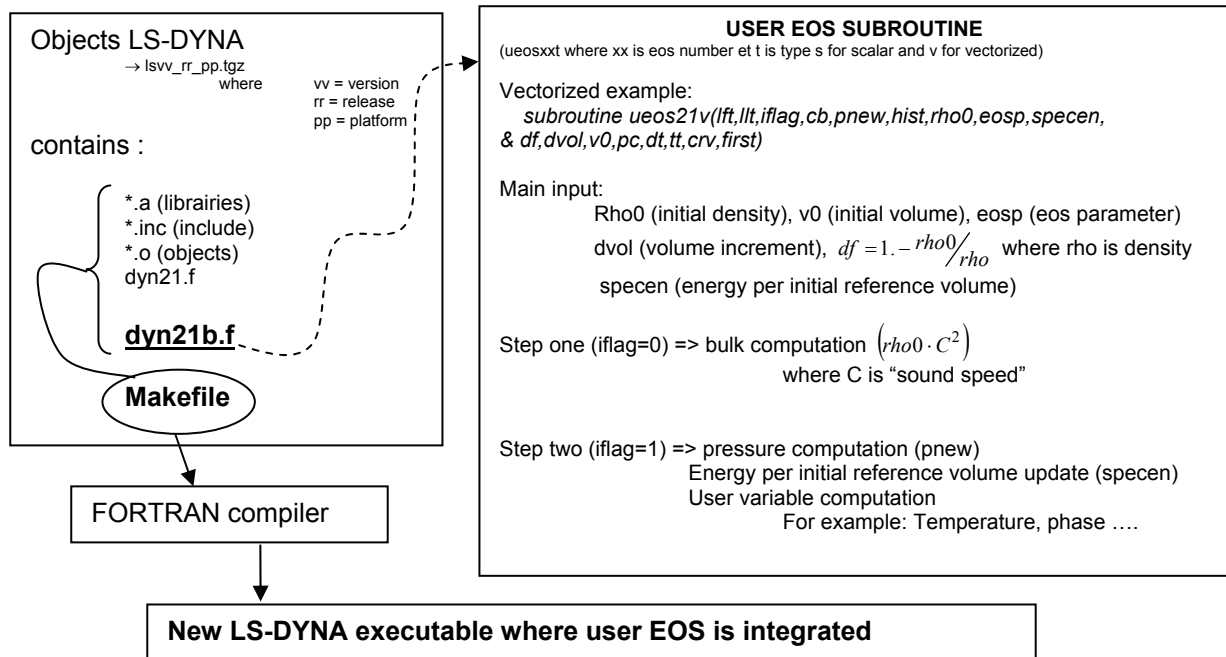 Objects LS-DYNA
→ lsvv_rr_pp.tgz
where
vv = version
rr = release
pp = platform
contains :
*.a (librairies)
*.inc (include)
*.o (objects)
dyn21.f
dyn21b.f
Makefile
FORTRAN compiler
New LS-DYNA executable where user EOS is integrated
USER EOS SUBROUTINE
(ueosxxt where xx is eos number et t is type s for scalar and v for vectorized)
Vectorized example:
subroutine ueos21v(lft,llt,iflag,cb,pnew,hist,rho0,eosp,specen,
& df,dvol,v0,pc,dt,tt,crv,first)
Main input:
Rho0 (initial density), v0 (initial volume), eosp (eos parameter)
dvol (volume increment), df = 1. - rho0/rho where rho is density
specen (energy per initial reference volume)
Step one (iflag=0) => bulk computation (rho0 · C²)
where C is “sound speed”
Step two (iflag=1) => pressure computation (pnew)
Energy per initial reference volume update (specen)
User variable computation
For example: Temperature, phase ….